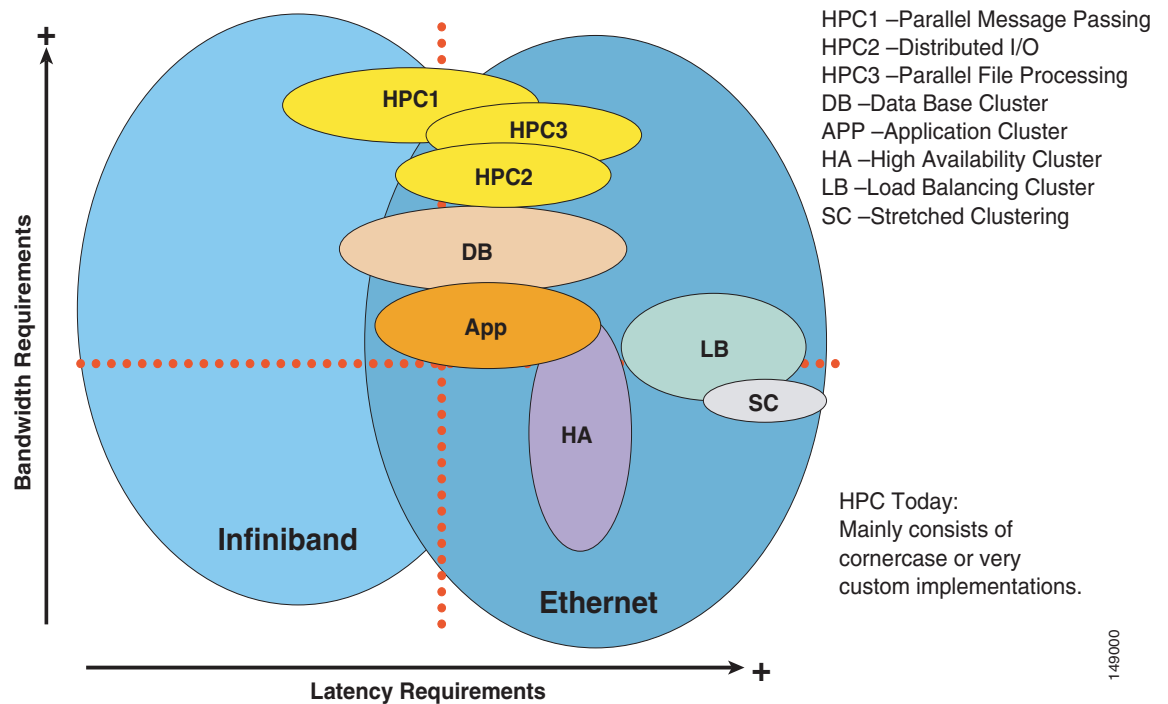 +
HPC1 –Parallel Message Passing
HPC2 –Distributed I/O
HPC3 –Parallel File Processing
DB –Data Base Cluster
APP –Application Cluster
HA –High Availability Cluster
LB –Load Balancing Cluster
SC –Stretched Clustering
HPC1
HPC3
HPC2
DB
App
LB
SC
HA
Bandwidth Requirements
Infiniband
Ethernet
HPC Today:
Mainly consists of
cornercase or very
custom implementations.
149000
+
Latency Requirements